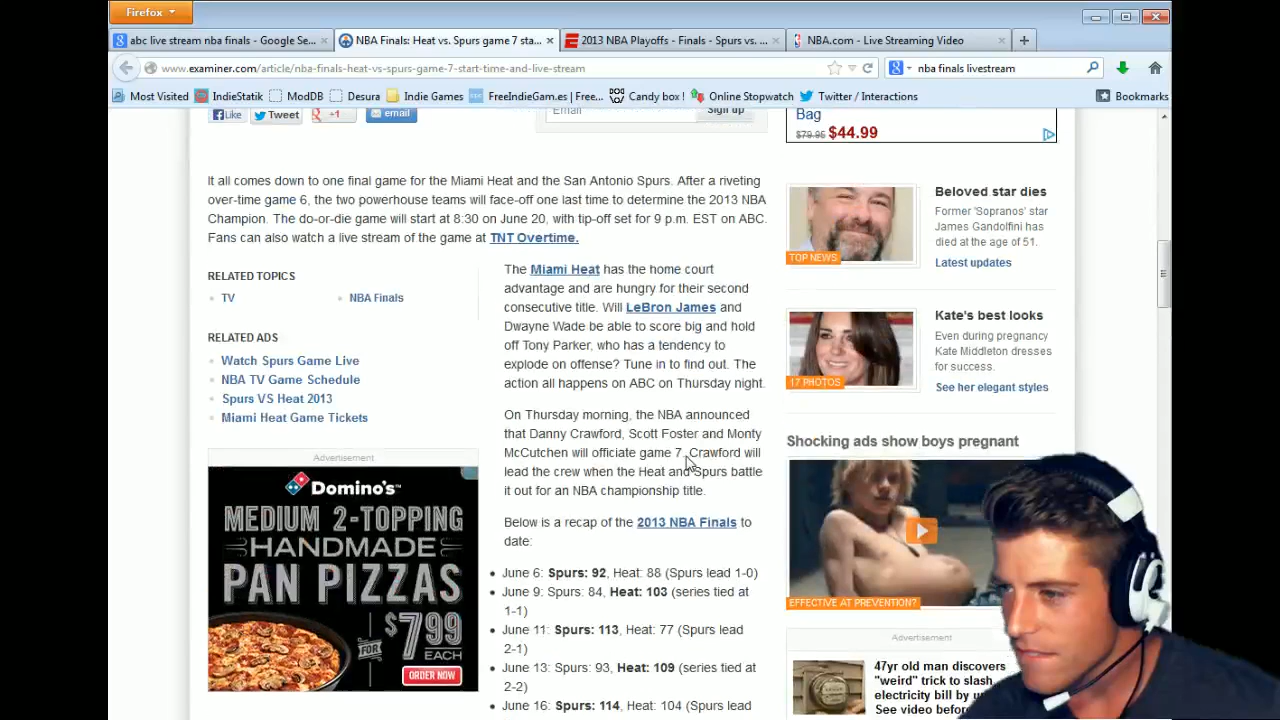 Firefox
abc live stream nba finals - Google Se...
NBA Finals: Heat vs. Spurs game 7 sta...
2013 NBA Playoffs - Finals - Spurs vs. ...
NBA.com - Live Streaming Video
www.examiner.com/article/nba-finals-heat-vs-spurs-game-7-start-time-and-live-stream
nba finals livestream
Most Visited
IndieStatik
ModDB
Desura
Indie Games
FreeIndieGam.es | Free...
Candy box !
Online Stopwatch
Twitter / Interactions
Bookmarks
Like
Tweet
+1
email
Email
Sign up
Bag
$79.95 $44.99
It all comes down to one final game for the Miami Heat and the San Antonio Spurs. After a riveting
over-time game 6, the two powerhouse teams will face-off one last time to determine the 2013 NBA
Champion. The do-or-die game will start at 8:30 on June 20, with tip-off set for 9 p.m. EST on ABC.
Fans can also watch a live stream of the game at TNT Overtime.
RELATED TOPICS
TV
NBA Finals
RELATED ADS
Watch Spurs Game Live
NBA TV Game Schedule
Spurs VS Heat 2013
Miami Heat Game Tickets
Advertisement
Domino's™
MEDIUM 2-TOPPING
HANDMADE
PAN PIZZAS
FOR $7.99 EACH
ORDER NOW
The Miami Heat has the home court
advantage and are hungry for their second
consecutive title. Will LeBron James and
Dwayne Wade be able to score big and hold
off Tony Parker, who has a tendency to
explode on offense? Tune in to find out. The
action all happens on ABC on Thursday night.
On Thursday morning, the NBA announced
that Danny Crawford, Scott Foster and Monty
McCutchen will officiate game 7. Crawford will
lead the crew when the Heat and Spurs battle
it out for an NBA championship title.
Below is a recap of the 2013 NBA Finals to
date:
June 6: Spurs: 92, Heat: 88 (Spurs lead 1-0)
June 9: Spurs: 84, Heat: 103 (series tied at
1-1)
June 11: Spurs: 113, Heat: 77 (Spurs lead
2-1)
June 13: Spurs: 93, Heat: 109 (series tied at
2-2)
June 16: Spurs: 114, Heat: 104 (Spurs lead
Beloved star dies
Former 'Sopranos' star
James Gandolfini has
died at the age of 51.
Latest updates
TOP NEWS
Kate's best looks
Even during pregnancy
Kate Middleton dresses
for success.
See her elegant styles
17 PHOTOS
Shocking ads show boys pregnant
EFFECTIVE AT PREVENTION?
Advertisement
47yr old man discovers
"weird" trick to slash
electricity bill by
See video before